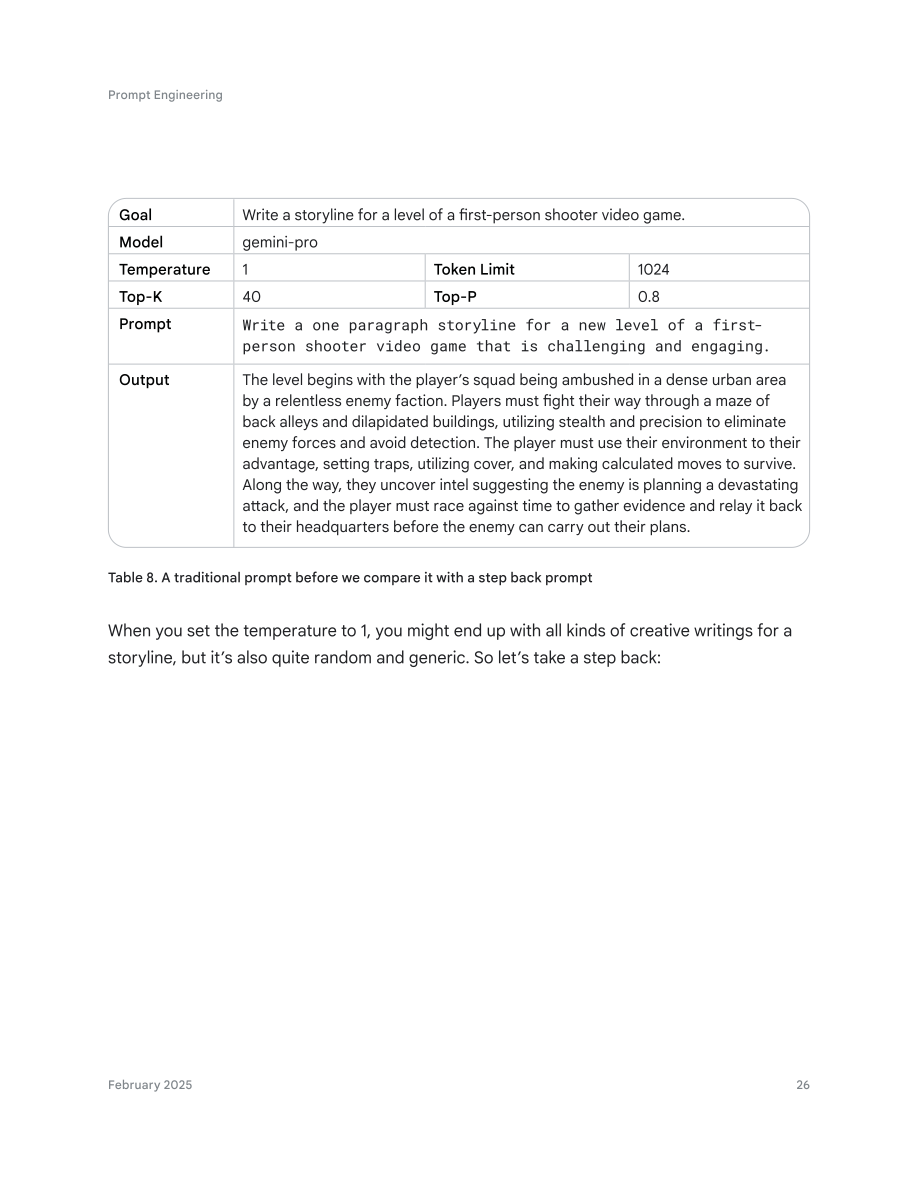 Prompt Engineering
Goal Write a storyline for a level of a first-person shooter video game.
Model gemini-pro
Temperature 1 Token Limit 1024
Top-K 40 Top-P 0.8
Prompt Write a one paragraph storyline for a new level of a first-
person shooter video game that is challenging and engaging.
Output The level begins with the player’s squad being ambushed in a dense urban area
by a relentless enemy faction. Players must fight their way through a maze of
back alleys and dilapidated buildings, utilizing stealth and precision to eliminate
enemy forces and avoid detection. The player must use their environment to their
advantage, setting traps, utilizing cover, and making calculated moves to survive.
Along the way, they uncover intel suggesting the enemy is planning a devastating
attack, and the player must race against time to gather evidence and relay it back
to their headquarters before the enemy can carry out their plans.
Table 8. A traditional prompt before we compare it with a step back prompt
When you set the temperature to 1, you might end up with all kinds of creative writings for a
storyline, but it’s also quite random and generic. So let’s take a step back:
February 2025 26